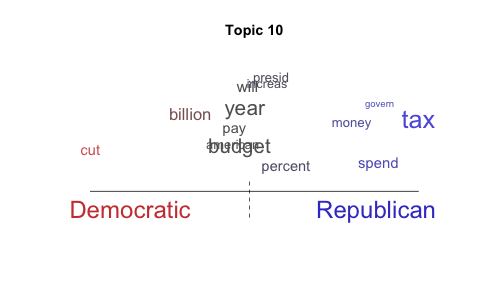 Topic 10
presid
increas
will
govern
year
billion
money
tax
pay
american
budget
cut
percent
spend
Democratic
Republican